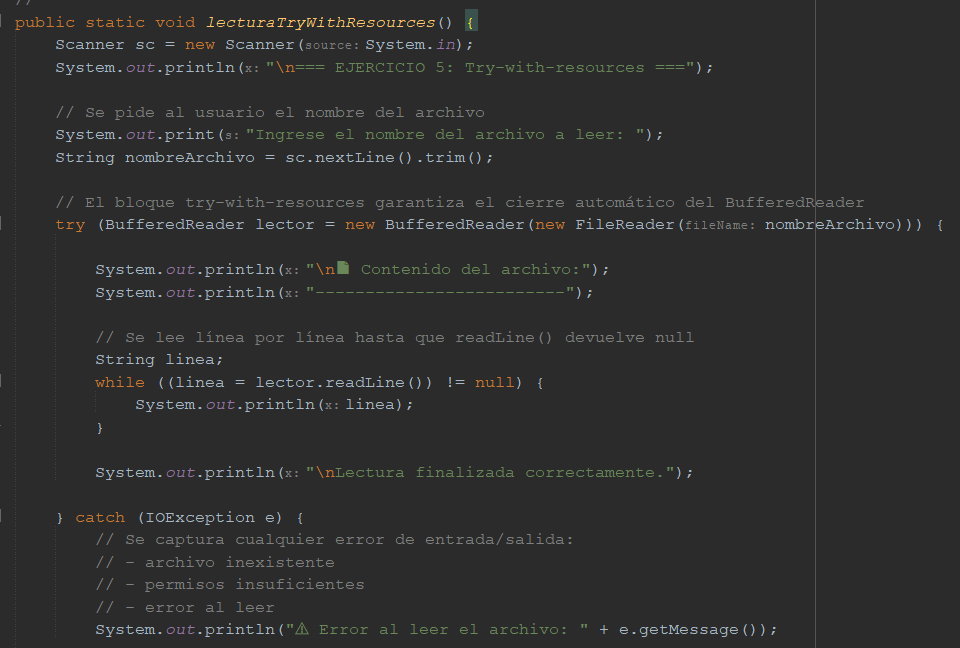 //
public static void lecturaTryWithResources() {
    Scanner sc = new Scanner(source: System.in);
    System.out.println(x: "\n=== EJERCICIO 5: Try-with-resources ===");

    // Se pide al usuario el nombre del archivo
    System.out.print(s: "Ingrese el nombre del archivo a leer: ");
    String nombreArchivo = sc.nextLine().trim();

    // El bloque try-with-resources garantiza el cierre automático del BufferedReader
    try (BufferedReader lector = new BufferedReader(new FileReader(fileName: nombreArchivo))) {

        System.out.println(x: "\n📄 Contenido del archivo:");
        System.out.println(x: "-------------------------");

        // Se lee línea por línea hasta que readLine() devuelve null
        String linea;
        while ((linea = lector.readLine()) != null) {
            System.out.println(x: linea);
        }

        System.out.println(x: "\nLectura finalizada correctamente.");

    } catch (IOException e) {
        // Se captura cualquier error de entrada/salida:
        // - archivo inexistente
        // - permisos insuficientes
        // - error al leer
        System.out.println("⚠ Error al leer el archivo: " + e.getMessage());